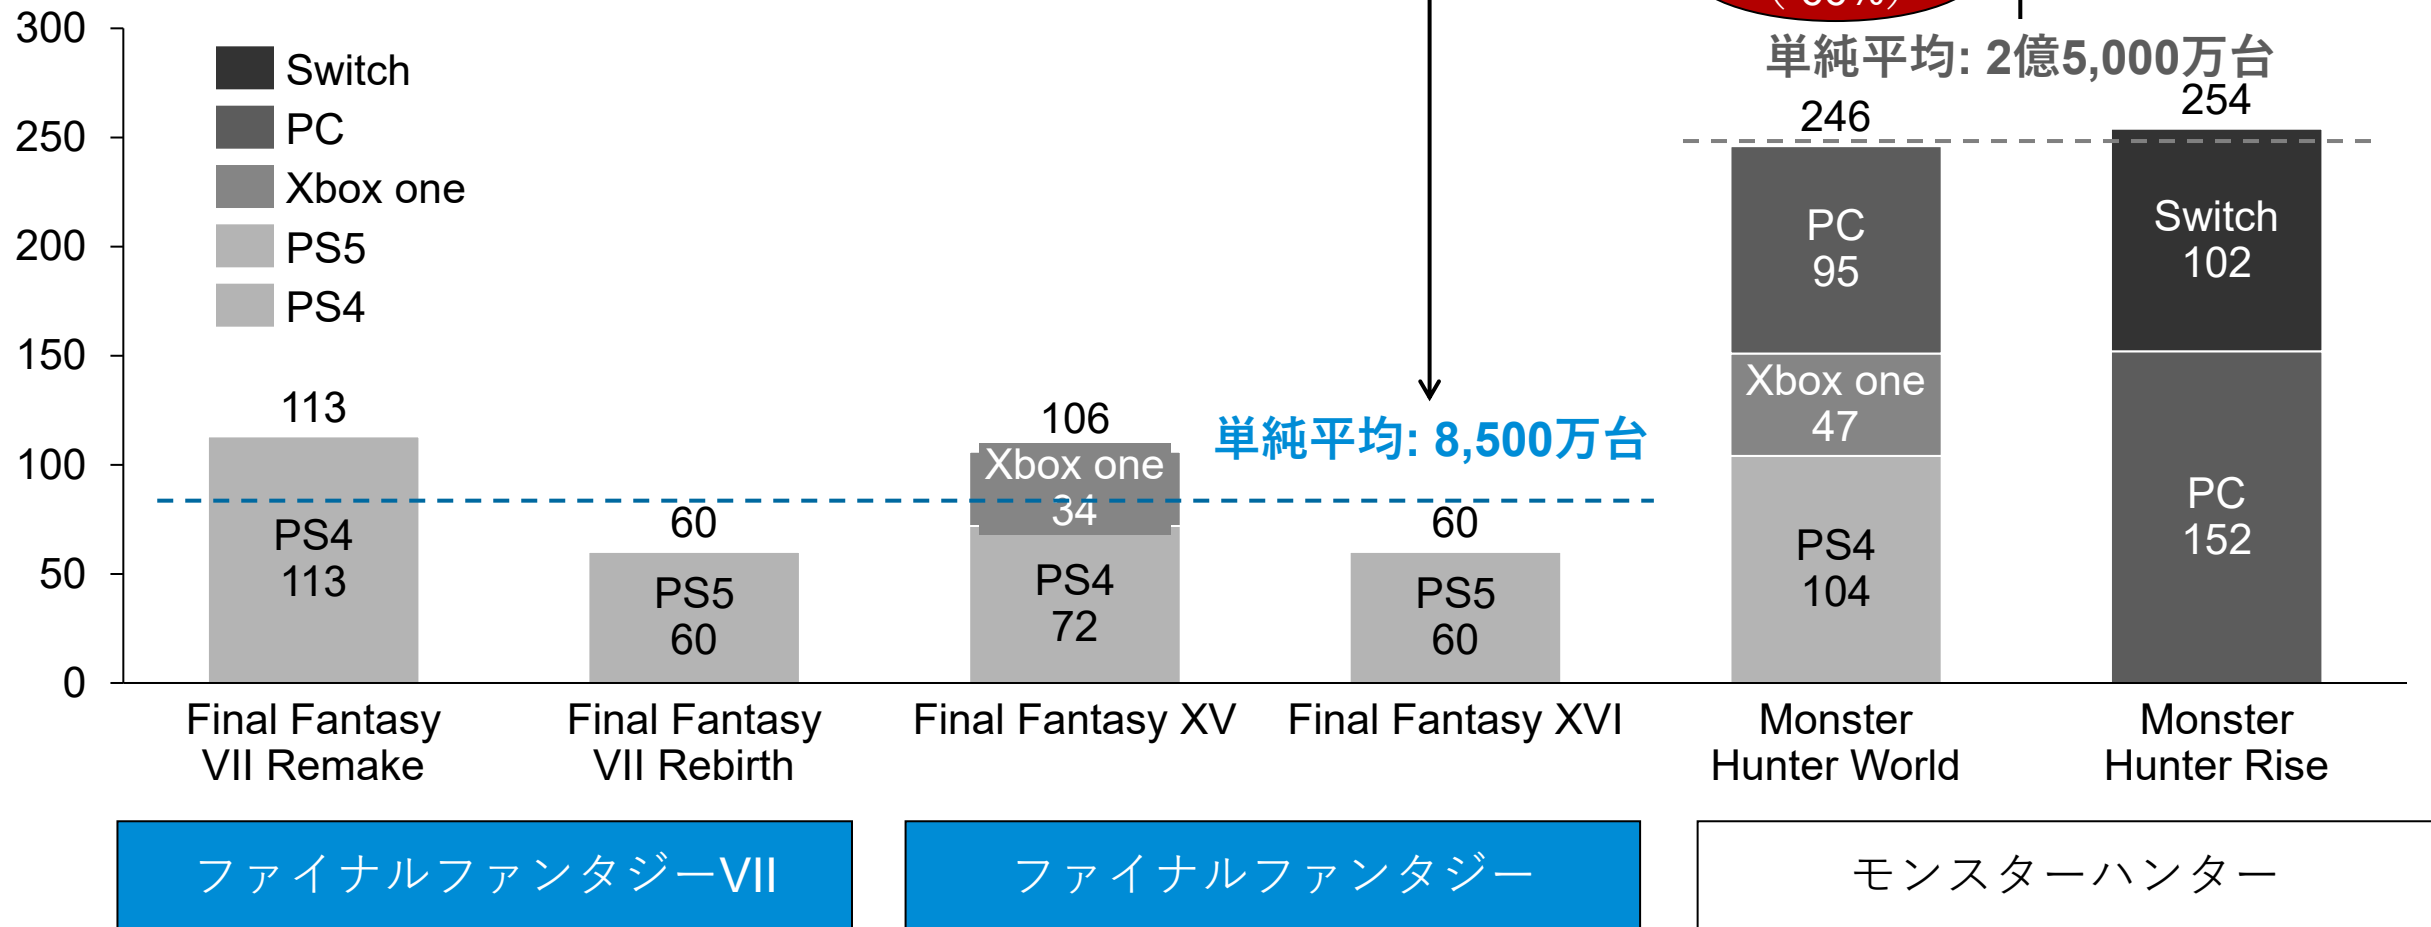 300
250
200
150
100
50
0
Switch
PC
Xbox one
PS5
PS4
単純平均: 2億5,000万台
単純平均: 8,500万台
113
PS4
113
60
PS5
60
106
Xbox one
34
PS4
72
60
PS5
60
246
PC
95
Xbox one
47
PS4
104
254
Switch
102
PC
152
Final Fantasy
VII Remake
Final Fantasy
VII Rebirth
Final Fantasy XV
Final Fantasy XVI
Monster
Hunter World
Monster
Hunter Rise
ファイナルファンタジーVII
ファイナルファンタジー
モンスターハンター